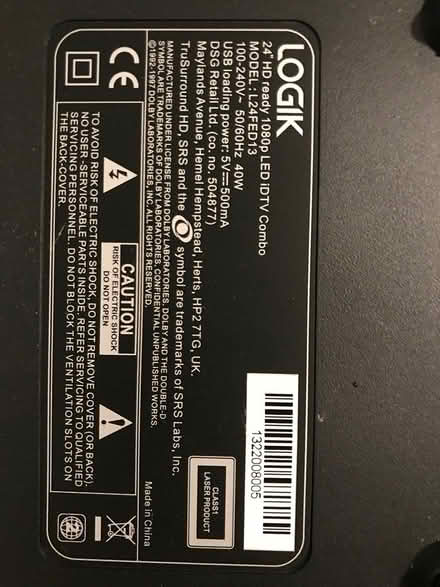 LOGIK
24" HD ready 1080p LED iDTV Combo
MODEL: L24FED13
100-240V~ 50/60Hz 40W
USB loading power: 5V⎓500mA
DSG Retail Ltd. (co. no. 504877)
Maylands Avenue, Hemel Hempstead, Herts, HP2 7TG, UK.
TruSurround HD, SRS and the symbol are trademarks of SRS Labs, Inc.
MANUFACTURED UNDER LICENSE FROM DOLBY LABORATORIES. DOLBY AND THE DOUBLE-D
SYMBOL ARE TRADEMARKS OF DOLBY LABORATORIES. CONFIDENTIAL UNPUBLISHED WORKS.
©1992-1997 DOLBY LABORATORIES, INC. ALL RIGHTS RESERVED.
1322008005
CLASS1
LASER PRODUCT
CE
CAUTION
RISK OF ELECTRIC SHOCK
DO NOT OPEN
TO AVOID RISK OF ELECTRIC SHOCK, DO NOT REMOVE COVER (OR BACK).
NO USER-SERVICEABLE PARTS INSIDE. REFER SERVICING TO QUALIFIED
SERVICING PERSONNEL. DO NOT BLOCK THE VENTILATION SLOTS ON
THE BACK-COVER.
Made in China
2